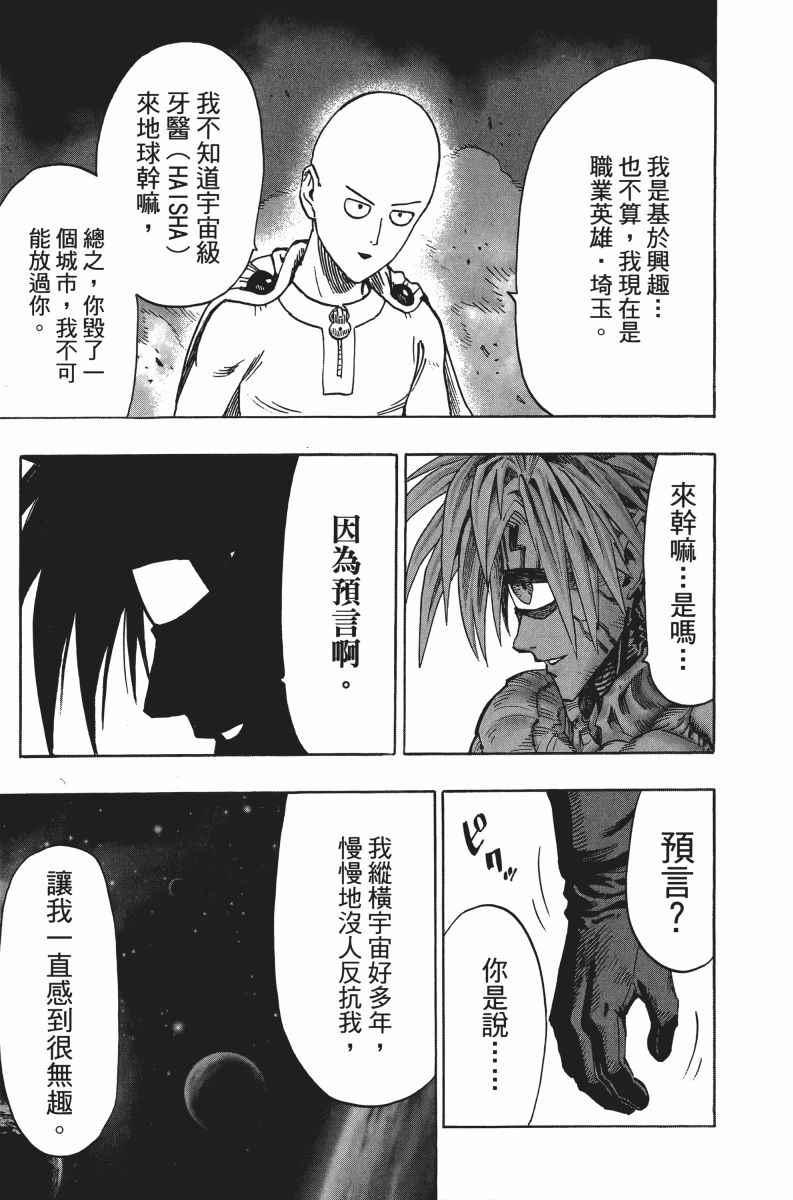 我是基於興趣…
也不算，我現在是
職業英雄．埼玉。
我不知道宇宙級
牙醫（HAISHA）
來地球幹嘛，
總之，你毀了一
個城市，我不可
能放過你。
來幹嘛…是嗎…
因為預言啊。
預言？
ピクッ
你是說……
我縱橫宇宙好多年，
慢慢地沒人反抗我，
讓我一直感到很無趣。